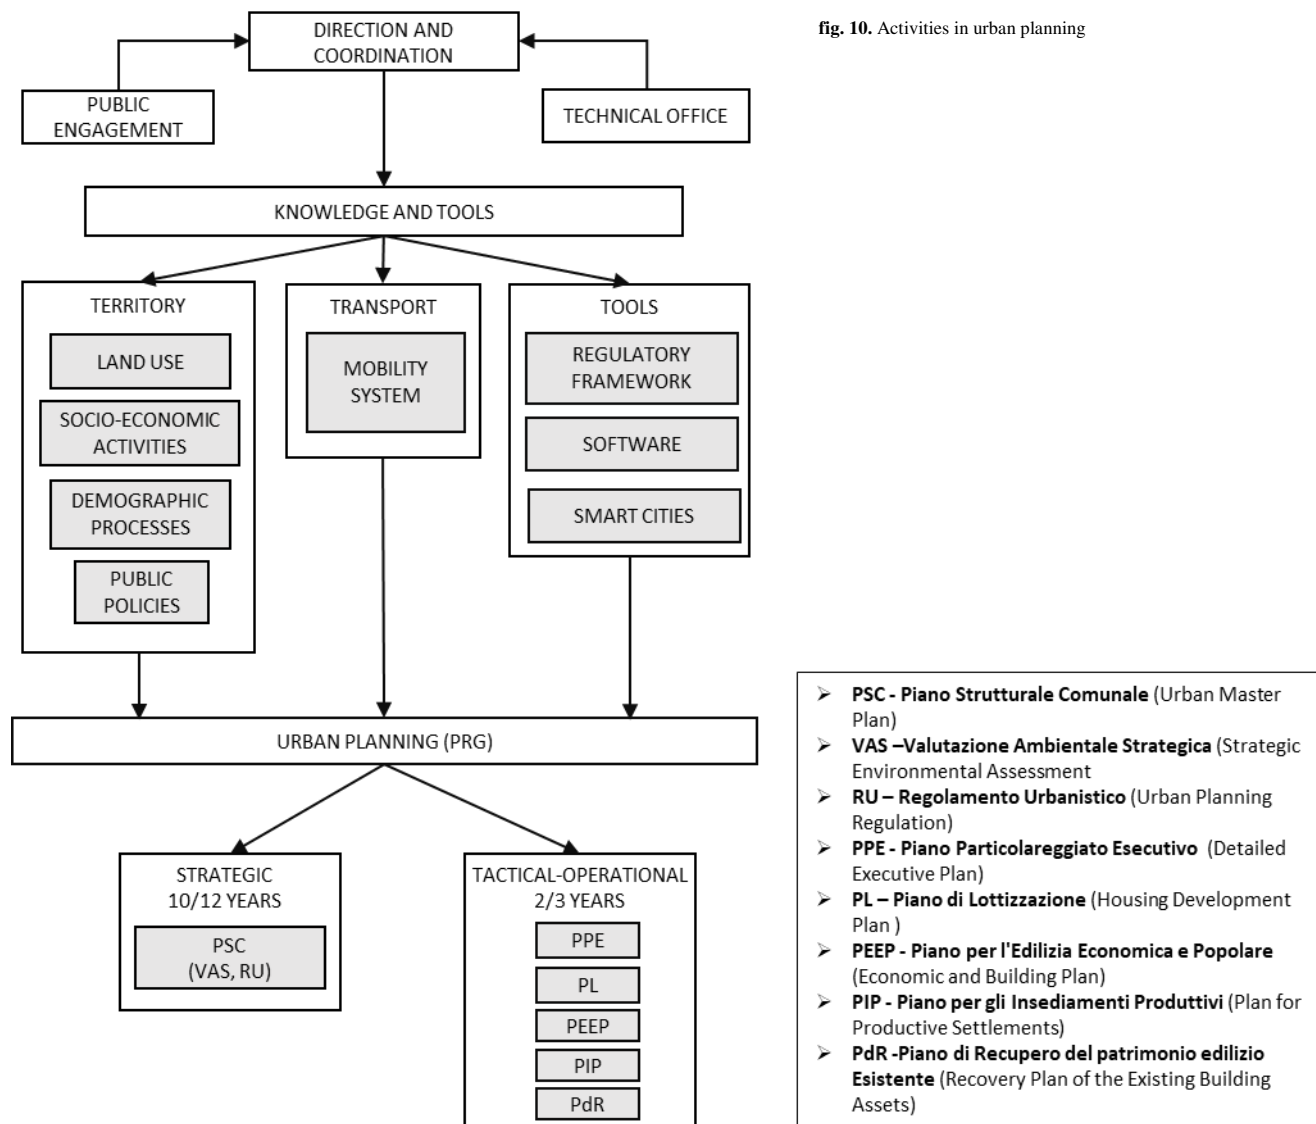 fig. 10. Activities in urban planning
DIRECTION AND
COORDINATION
PUBLIC
ENGAGEMENT
TECHNICAL OFFICE
KNOWLEDGE AND TOOLS
TERRITORY
LAND USE
SOCIO-ECONOMIC
ACTIVITIES
DEMOGRAPHIC
PROCESSES
PUBLIC
POLICIES
TRANSPORT
MOBILITY
SYSTEM
TOOLS
REGULATORY
FRAMEWORK
SOFTWARE
SMART CITIES
URBAN PLANNING (PRG)
STRATEGIC
10/12 YEARS
PSC
(VAS, RU)
TACTICAL-OPERATIONAL
2/3 YEARS
PPE
PL
PEEP
PIP
PdR
➢ PSC - Piano Strutturale Comunale (Urban Master
Plan)
➢ VAS –Valutazione Ambientale Strategica (Strategic
Environmental Assessment
➢ RU – Regolamento Urbanistico (Urban Planning
Regulation)
➢ PPE - Piano Particolareggiato Esecutivo (Detailed
Executive Plan)
➢ PL – Piano di Lottizzazione (Housing Development
Plan )
➢ PEEP - Piano per l'Edilizia Economica e Popolare
(Economic and Building Plan)
➢ PIP - Piano per gli Insediamenti Produttivi (Plan for
Productive Settlements)
➢ PdR -Piano di Recupero del patrimonio edilizio
Esistente (Recovery Plan of the Existing Building
Assets)